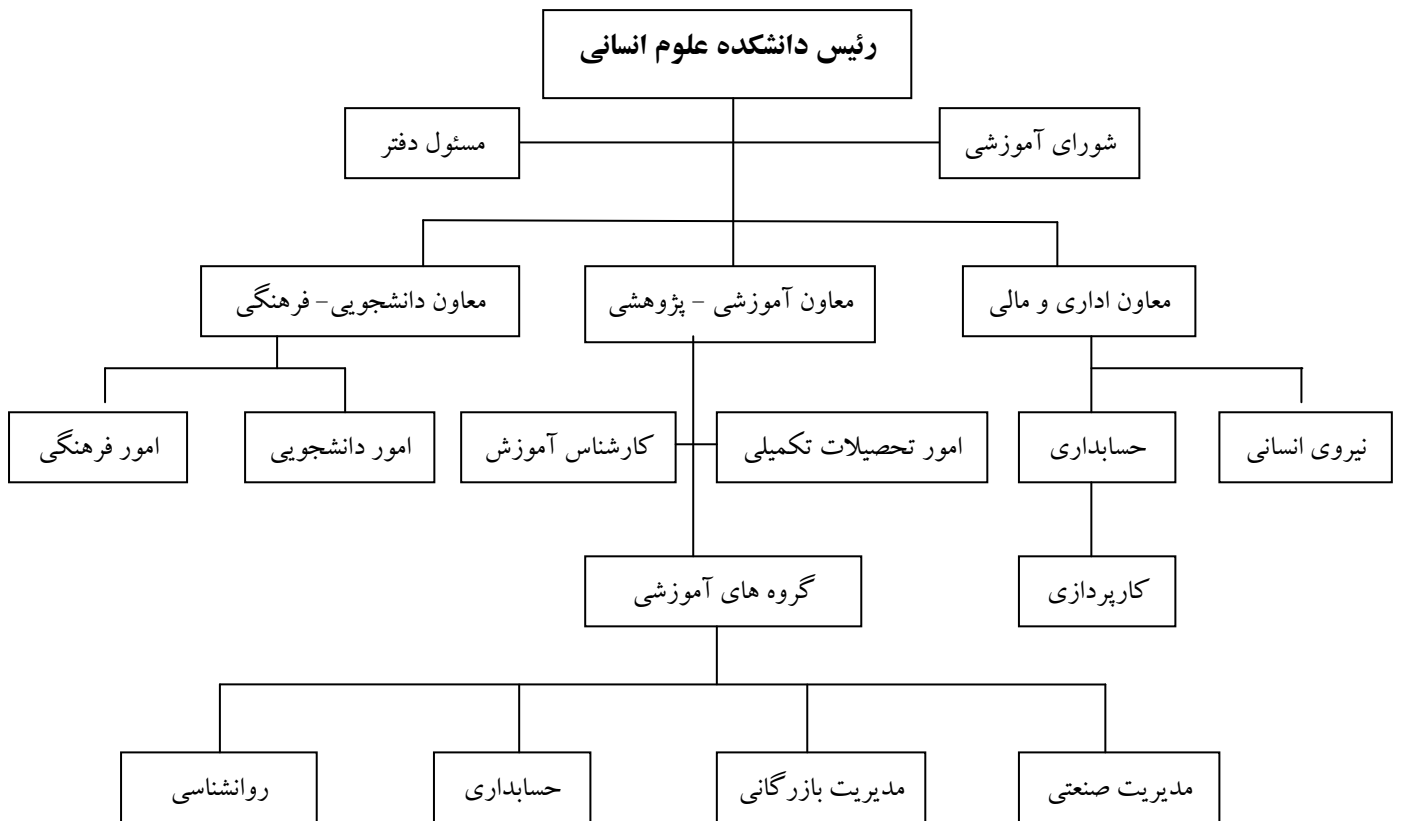 رئیس دانشکده علوم انسانی
شورای آموزشی
مسئول دفتر
معاون اداری و مالی
معاون آموزشی – پژوهشی
معاون دانشجویی– فرهنگی
نیروی انسانی
حسابداری
امور تحصیلات تکمیلی
کارشناس آموزش
امور دانشجویی
امور فرهنگی
کارپردازی
گروه های آموزشی
مدیریت صنعتی
مدیریت بازرگانی
حسابداری
روانشناسی